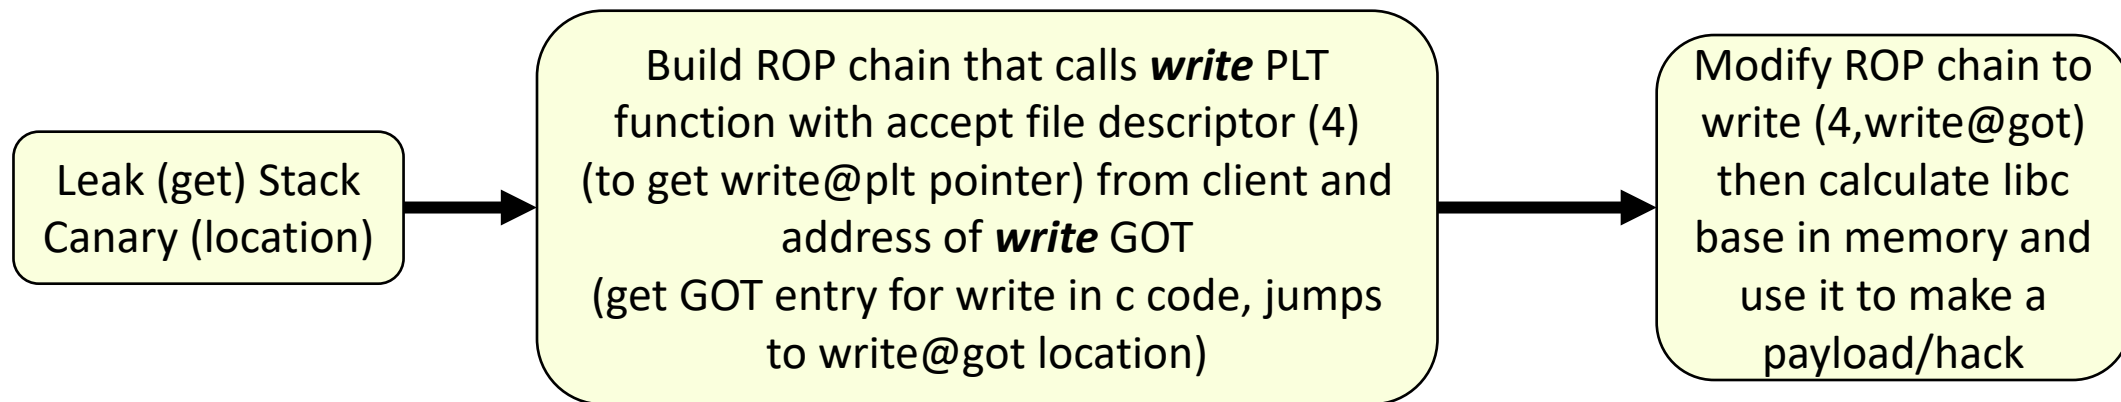 Leak (get) Stack
Canary (location)
Build ROP chain that calls write PLT
function with accept file descriptor (4)
(to get write@plt pointer) from client and
address of write GOT
(get GOT entry for write in c code, jumps
to write@got location)
Modify ROP chain to
write (4,write@got)
then calculate libc
base in memory and
use it to make a
payload/hack